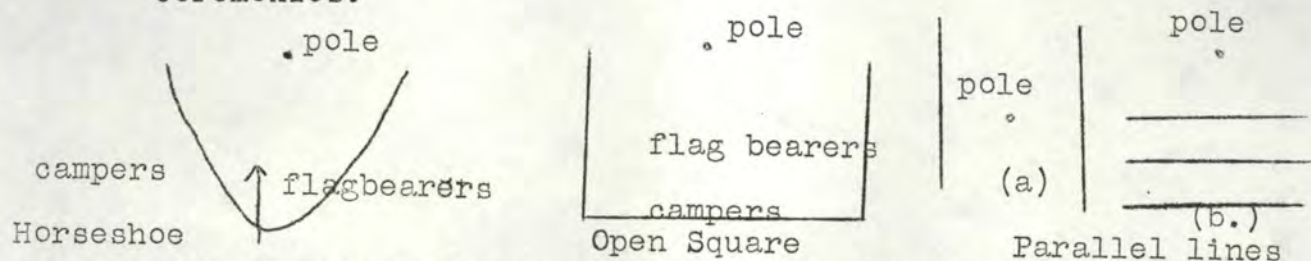 ceremonies.
pole
campers
flagbearers
Horseshoe
pole
flag bearers
campers
Open Square
pole
(a)
pole
(b.)
Parallel lines